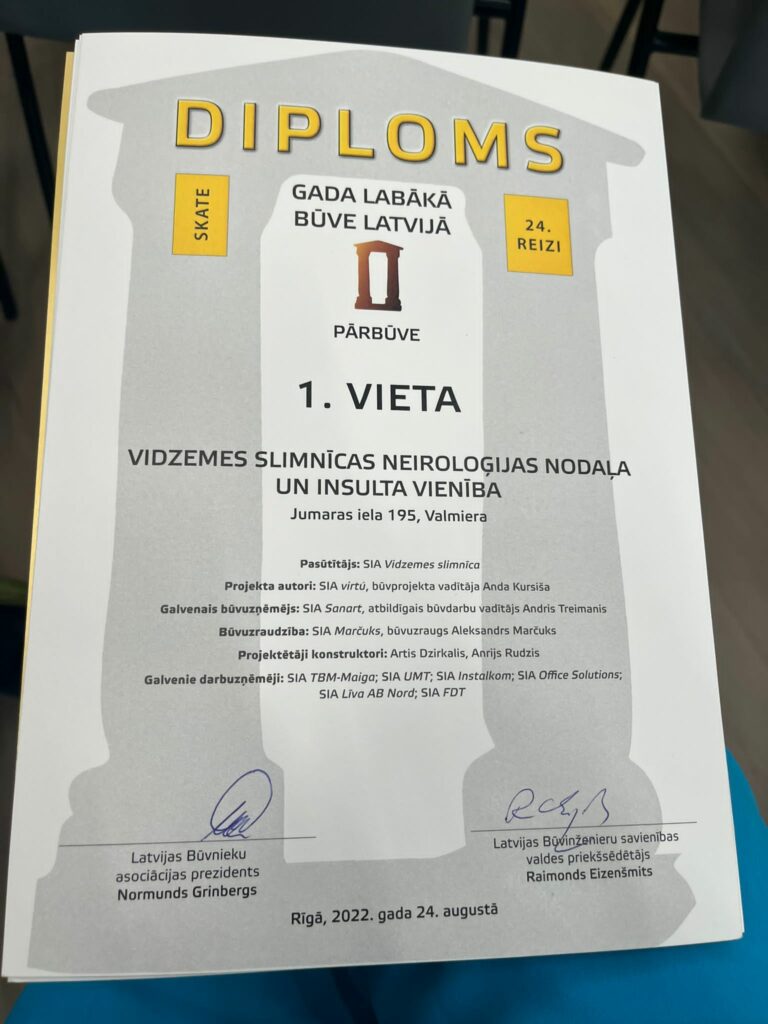 DIPLOMS
SKATE
GADA LABĀKĀ
BŪVE LATVIJĀ
24.
REIZI
PĀRBŪVE
1. VIETA
VIDZEMES SLIMNĪCAS NEIROLOĢIJAS NODAĻA
UN INSULTA VIENĪBA
Jumaras iela 195, Valmiera
Pasūtītājs: SIA Vidzemes slimnīca
Projekta autori: SIA virtú, būvprojekta vadītāja Anda Kursiša
Galvenais būvuzņēmējs: SIA Sanart, atbildīgais būvdarbu vadītājs Andris Treimanis
Būvuzraudzība: SIA Marčuks, būvuzraugs Aleksandrs Marčuks
Projektētāji konstruktori: Artis Dzirkalis, Anrijs Rudzis
Galvenie darbuzņēmēji: SIA TBM-Maiga; SIA UMT; SIA Instalkom; SIA Office Solutions;
SIA Līva AB Nord; SIA FDT
Latvijas Būvnieku
asociācijas prezidents
Normunds Grinbergs
Latvijas Būvinženieru savienības
valdes priekšsēdētājs
Raimonds Eizenšmits
Rīgā, 2022. gada 24. augustā